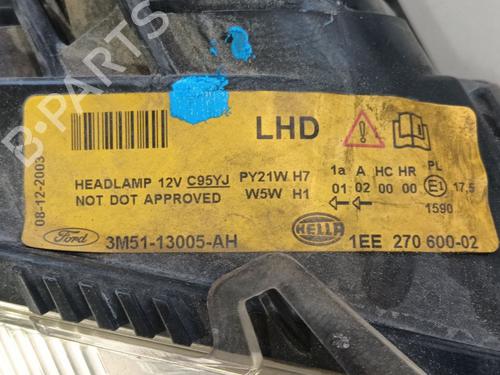 B-PARTS
LHD
08-12-2003
HEADLAMP 12V C95YJ PY21W H7
NOT DOT APPROVED W5W H1
1a A HC HR PL
01 02 00 00 E1 17,5
1590
Ford 3M51-13005-AH HELLA 1EE 270 600-02